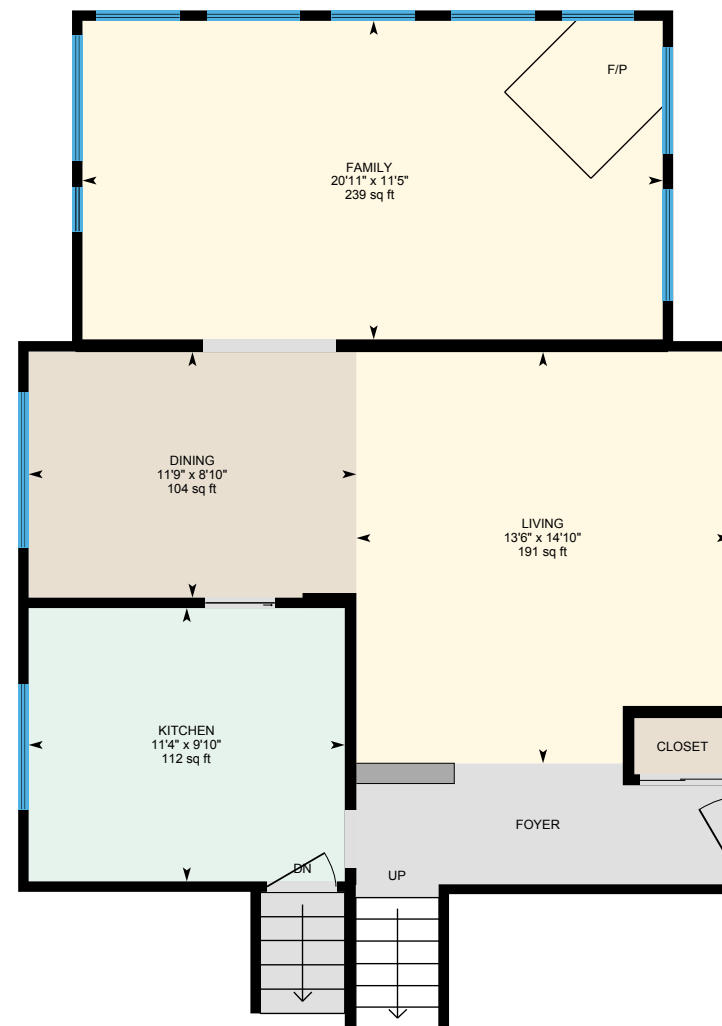 F/P
FAMILY
20'11" x 11'5"
239 sq ft
DINING
11'9" x 8'10"
104 sq ft
LIVING
13'6" x 14'10"
191 sq ft
KITCHEN
11'4" x 9'10"
112 sq ft
CLOSET
FOYER
DN
UP